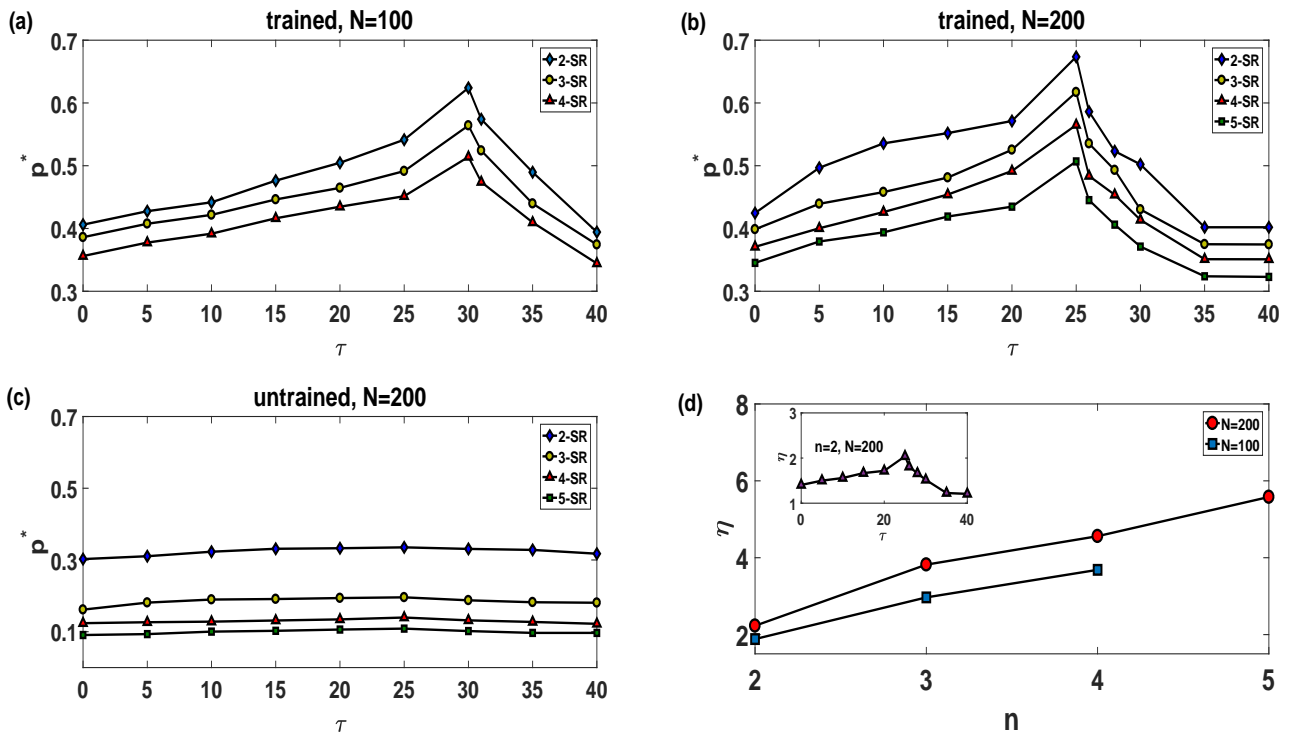 (a)
trained, N=100
0.7
0.6
0.5
0.4
0.3
p*
0 5 10 15 20 25 30 35 40
τ
2-SR
3-SR
4-SR
(b)
trained, N=200
0.7
0.6
0.5
0.4
0.3
p*
0 5 10 15 20 25 30 35 40
τ
2-SR
3-SR
4-SR
5-SR
(c)
untrained, N=200
0.7
0.5
0.3
0.1
p*
0 5 10 15 20 25 30 35 40
τ
2-SR
3-SR
4-SR
5-SR
(d)
8
6
4
2
η
2 3 4 5
n
N=200
N=100
3
2
1
η
n=2, N=200
0 20 40
τ